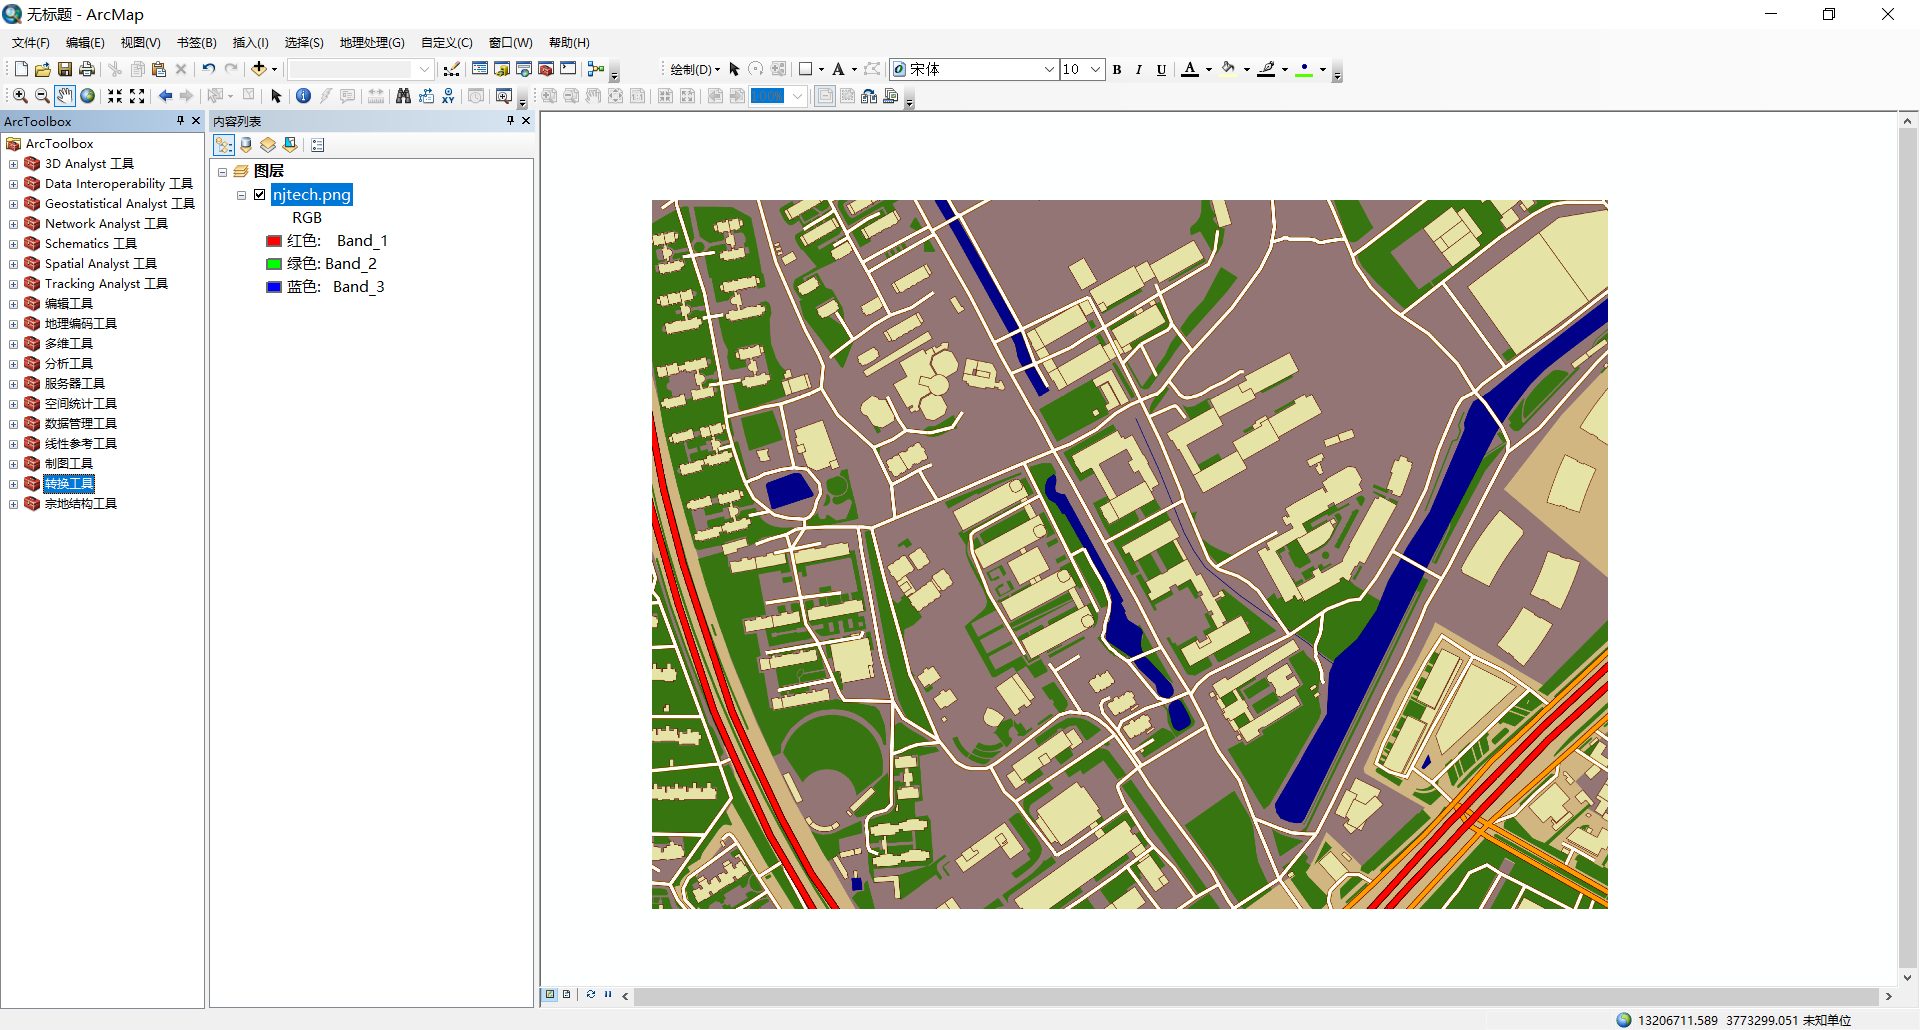 无标题 - ArcMap
文件(F) 编辑(E) 视图(V) 书签(B) 插入(I) 选择(S) 地理处理(G) 自定义(C) 窗口(W) 帮助(H)
绘制(D) 宋体 10 B I U A
ArcToolbox
内容列表
ArcToolbox
3D Analyst 工具
Data Interoperability 工具
Geostatistical Analyst 工具
Network Analyst 工具
Schematics 工具
Spatial Analyst 工具
Tracking Analyst 工具
编辑工具
地理编码工具
多维工具
分析工具
服务器工具
空间统计工具
数据管理工具
线性参考工具
制图工具
转换工具
宗地结构工具
图层
njtech.png
RGB
红色: Band_1
绿色: Band_2
蓝色: Band_3
13206711.589 3773299.051 未知单位